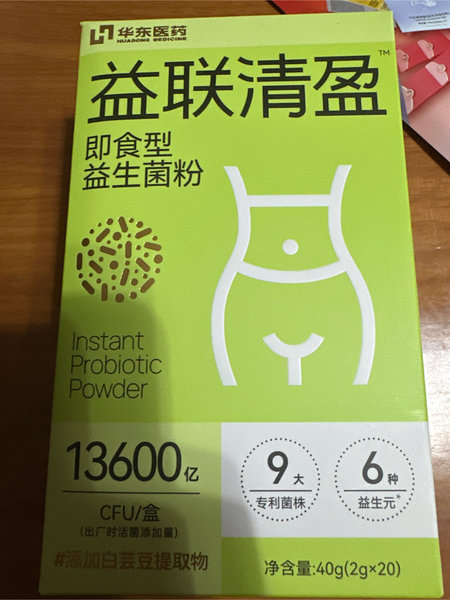 华东医药
HUADONG MEDICINE
益联清盈™
即食型
益生菌粉
Instant
Probiotic
Powder
13600亿
CFU/盒
(出厂时活菌添加量)
9大
专利菌株
6种
益生元*
#添加白芸豆提取物
净含量:40g(2g×20)